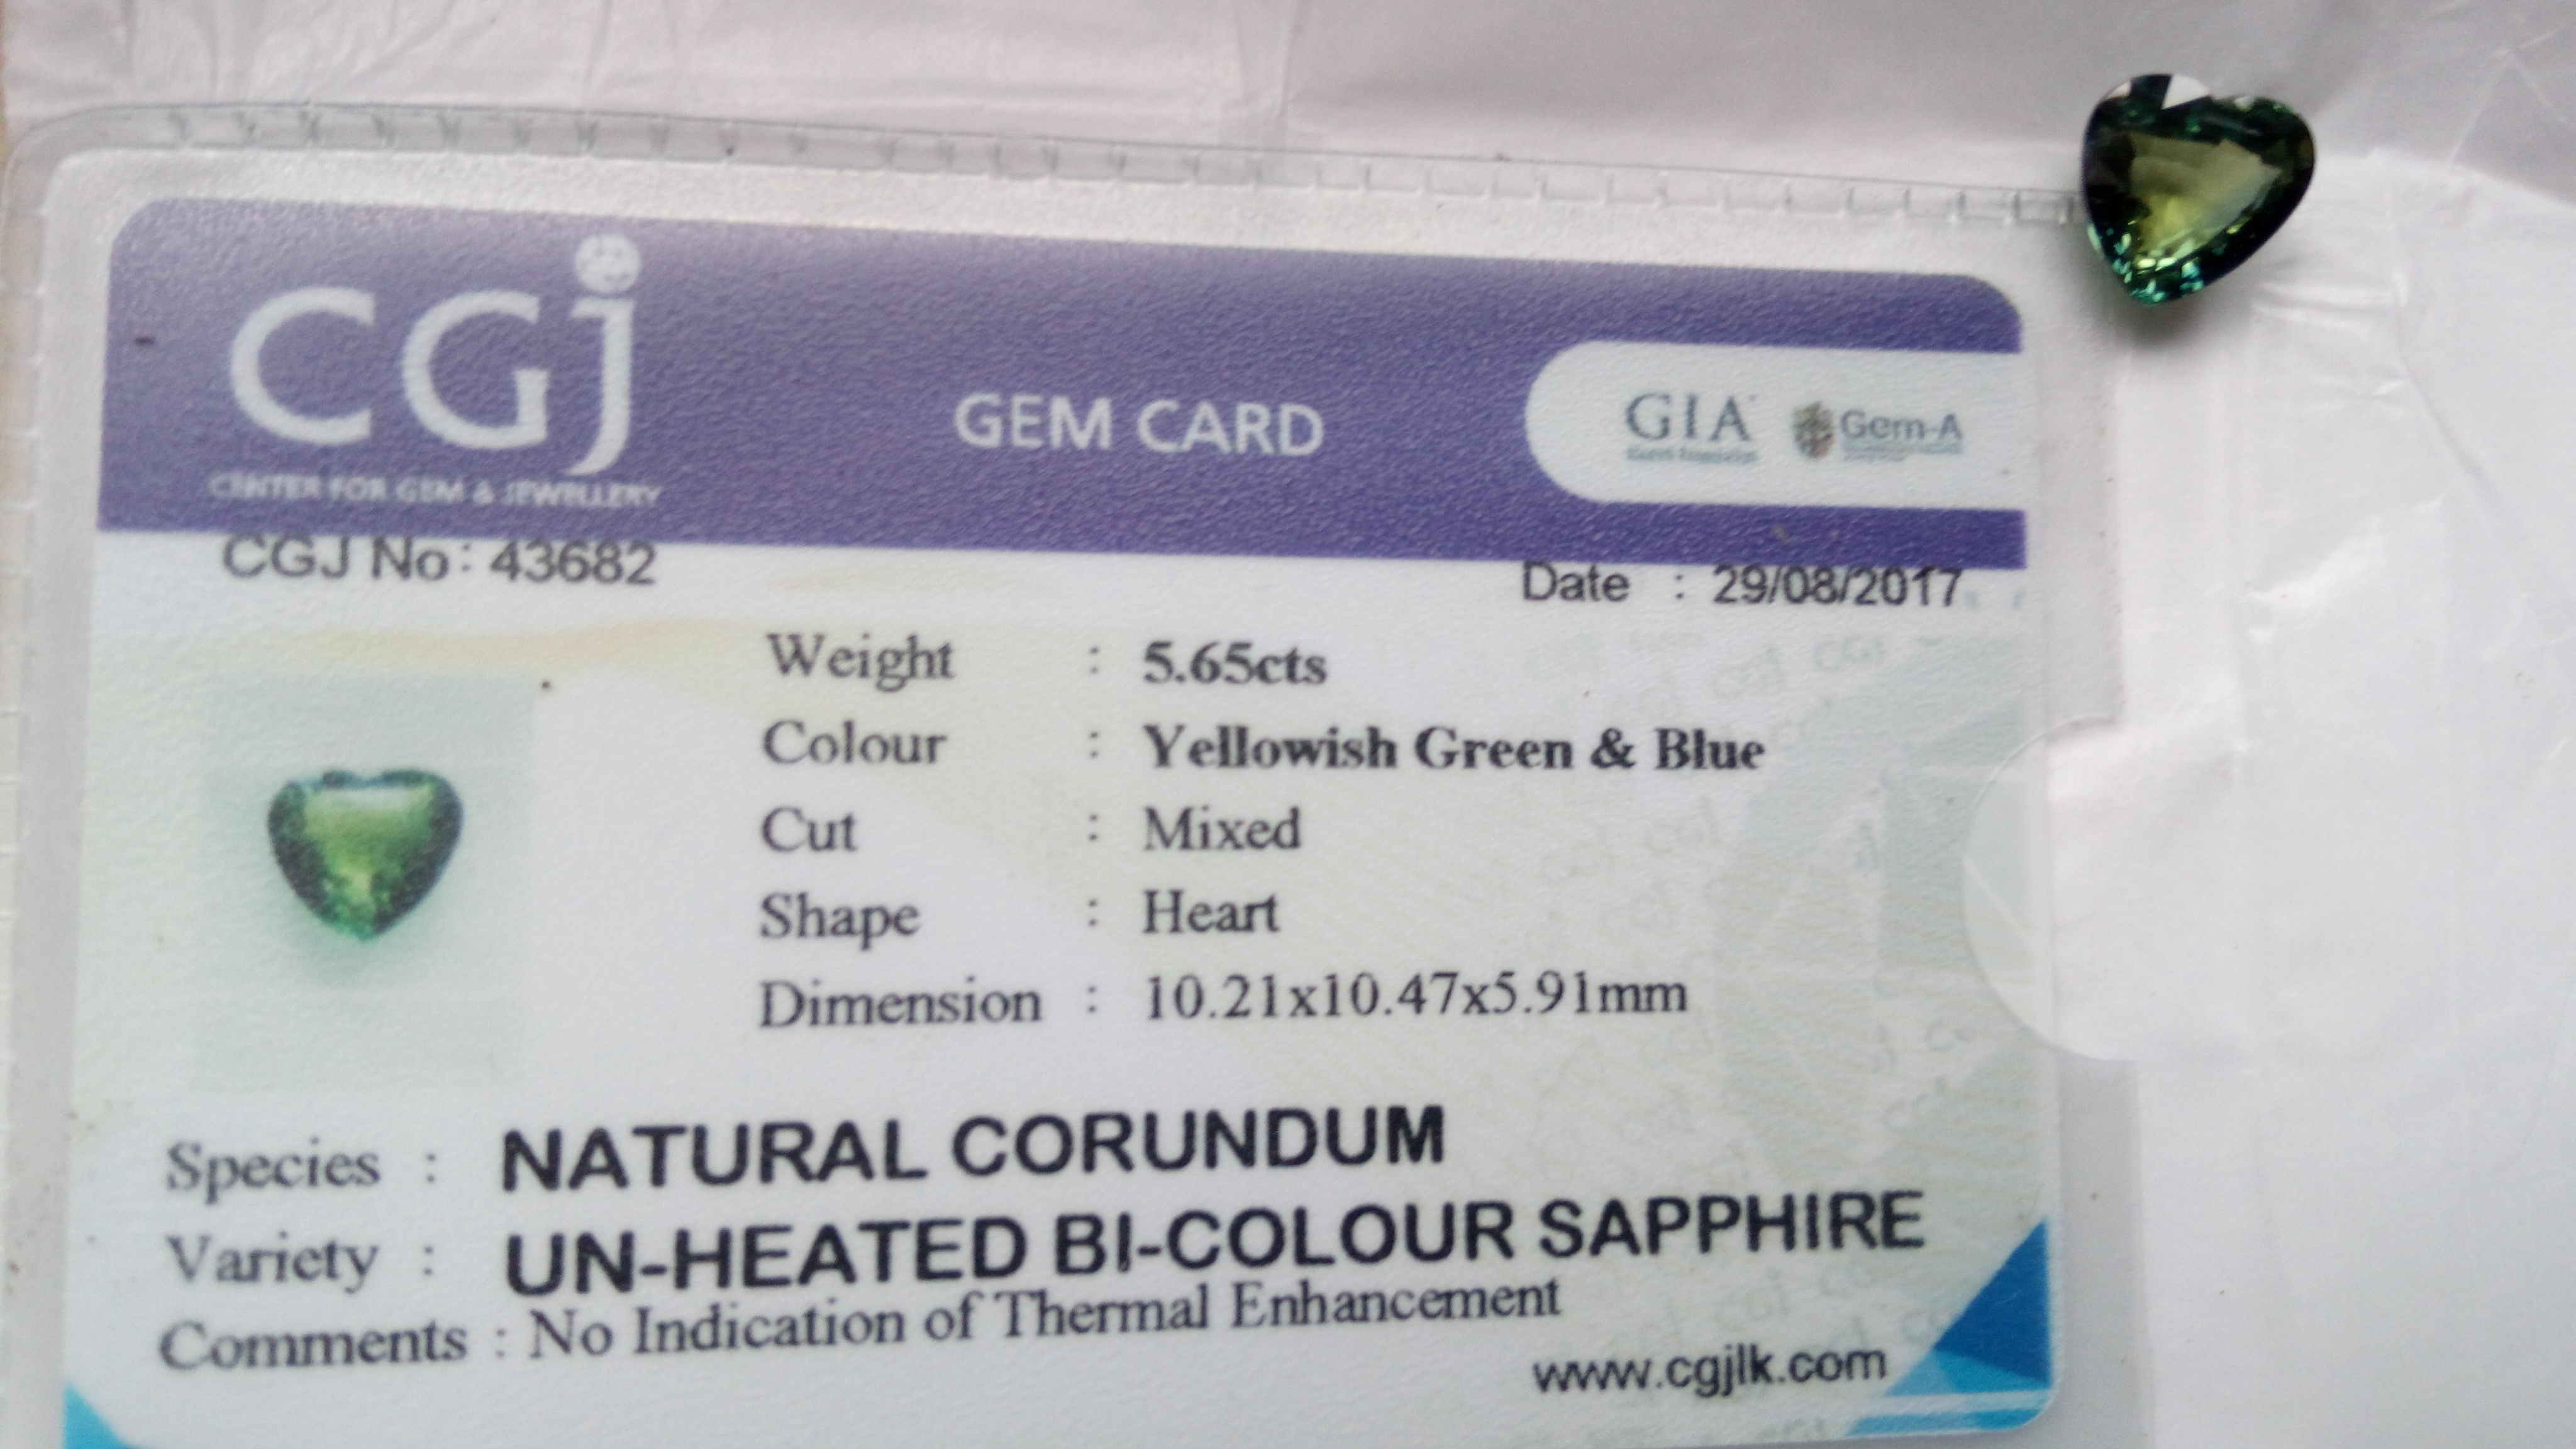 CGJ
CENTER FOR GEM & JEWELLERY
GEM CARD
GIA
Gem-A
CGJ No: 43682
Date : 29/08/2017
Weight : 5.65cts
Colour : Yellowish Green & Blue
Cut : Mixed
Shape : Heart
Dimension : 10.21x10.47x5.91mm
Species : NATURAL CORUNDUM
Variety : UN-HEATED BI-COLOUR SAPPHIRE
Comments : No Indication of Thermal Enhancement
www.cgjlk.com